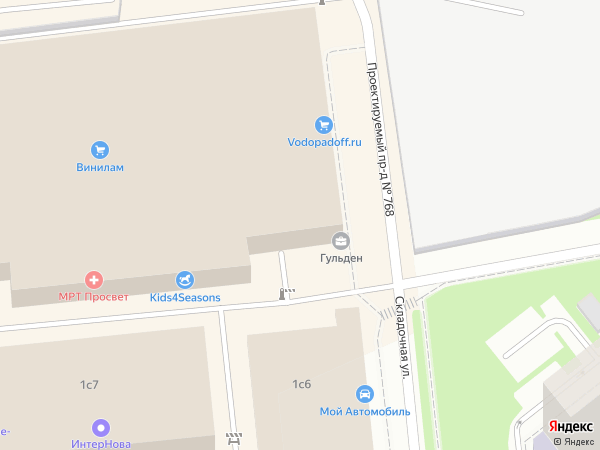 Проектируемый пр-д № 768
Vodopadoff.ru
Винилам
Гульден
МРТ Просвет
Kids4Seasons
Складочная ул.
1с7
1с6
Мой Автомобиль
е-
ИнтерНова
Яндекс
© Яндекс